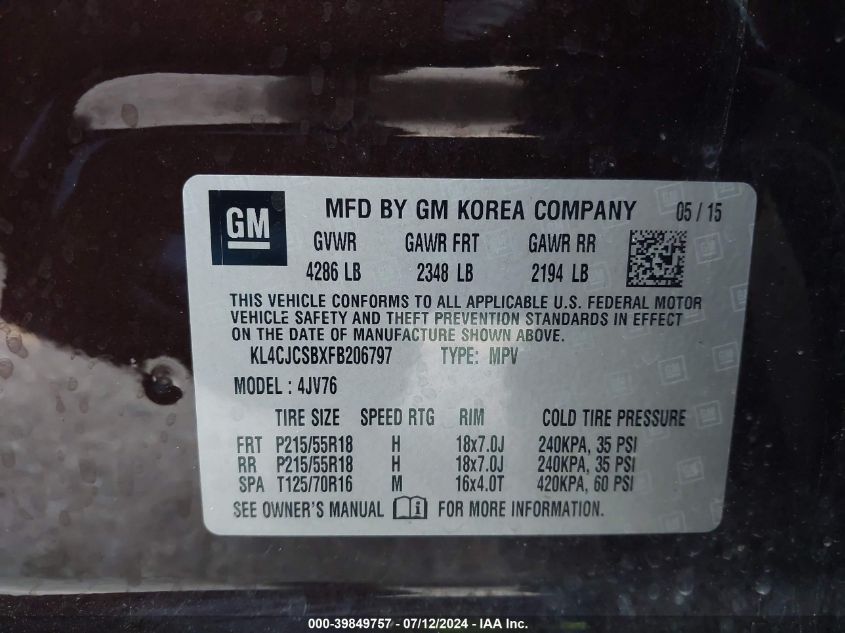 GM
MFD BY GM KOREA COMPANY 05 / 15
GVWR GAWR FRT GAWR RR
4286 LB 2348 LB 2194 LB
THIS VEHICLE CONFORMS TO ALL APPLICABLE U.S. FEDERAL MOTOR
VEHICLE SAFETY AND THEFT PREVENTION STANDARDS IN EFFECT
ON THE DATE OF MANUFACTURE SHOWN ABOVE.
KL4CJCSBXFB206797 TYPE: MPV
MODEL : 4JV76
TIRE SIZE SPEED RTG RIM COLD TIRE PRESSURE
FRT P215/55R18 H 18x7.0J 240KPA, 35 PSI
RR P215/55R18 H 18x7.0J 240KPA, 35 PSI
SPA T125/70R16 M 16x4.0T 420KPA, 60 PSI
SEE OWNER'S MANUAL FOR MORE INFORMATION.
000-39849757 - 07/12/2024 - IAA Inc.